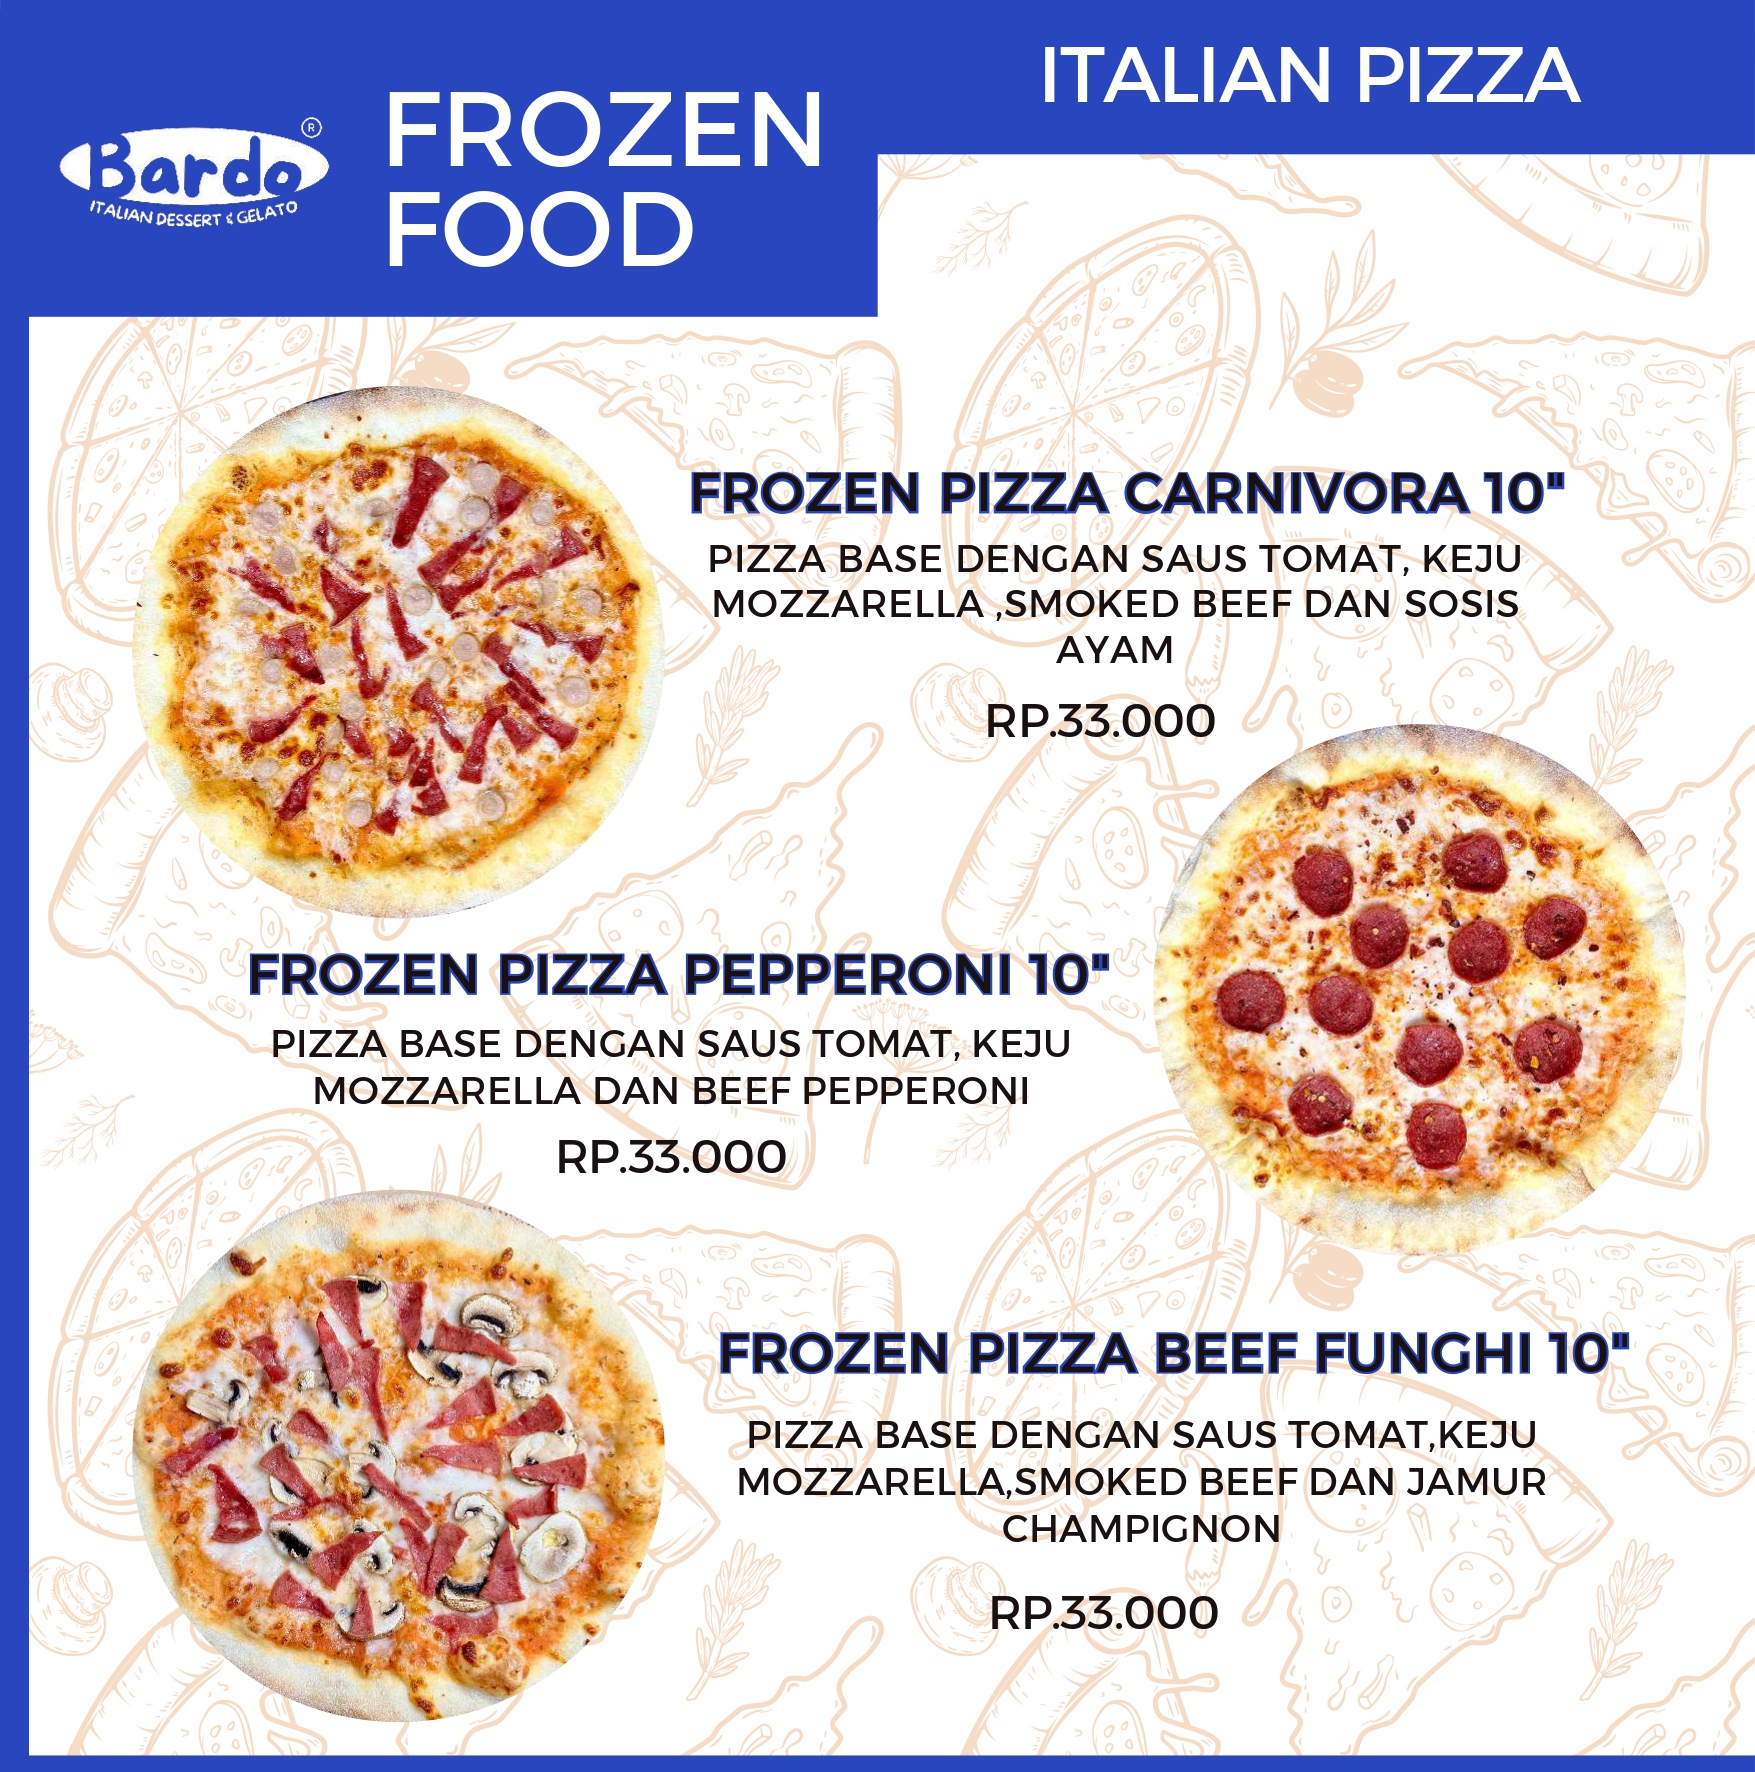 Bardo ®
ITALIAN DESSERT & GELATO
FROZEN
FOOD
ITALIAN PIZZA
FROZEN PIZZA CARNIVORA 10"
PIZZA BASE DENGAN SAUS TOMAT, KEJU
MOZZARELLA ,SMOKED BEEF DAN SOSIS
AYAM
RP.33.000
FROZEN PIZZA PEPPERONI 10"
PIZZA BASE DENGAN SAUS TOMAT, KEJU
MOZZARELLA DAN BEEF PEPPERONI
RP.33.000
FROZEN PIZZA BEEF FUNGHI 10"
PIZZA BASE DENGAN SAUS TOMAT,KEJU
MOZZARELLA,SMOKED BEEF DAN JAMUR
CHAMPIGNON
RP.33.000